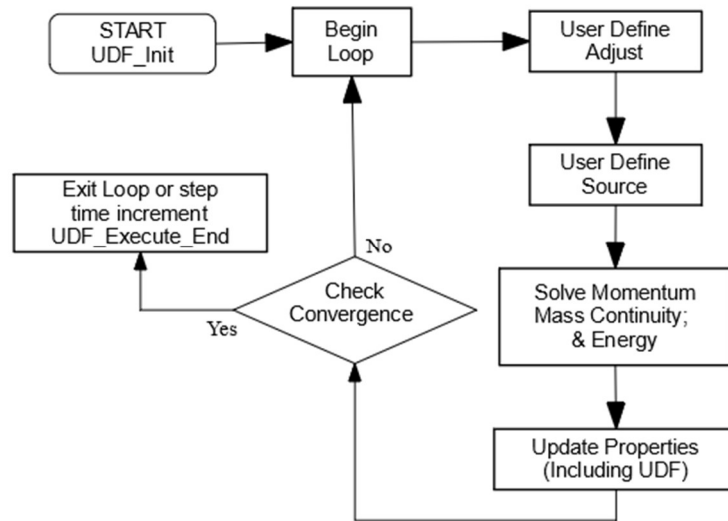 START
UDF_Init
Begin
Loop
User Define
Adjust
User Define
Source
Solve Momentum
Mass Continuity;
& Energy
Update Properties
(Including UDF)
Check
Convergence
No
Yes
Exit Loop or step
time increment
UDF_Execute_End